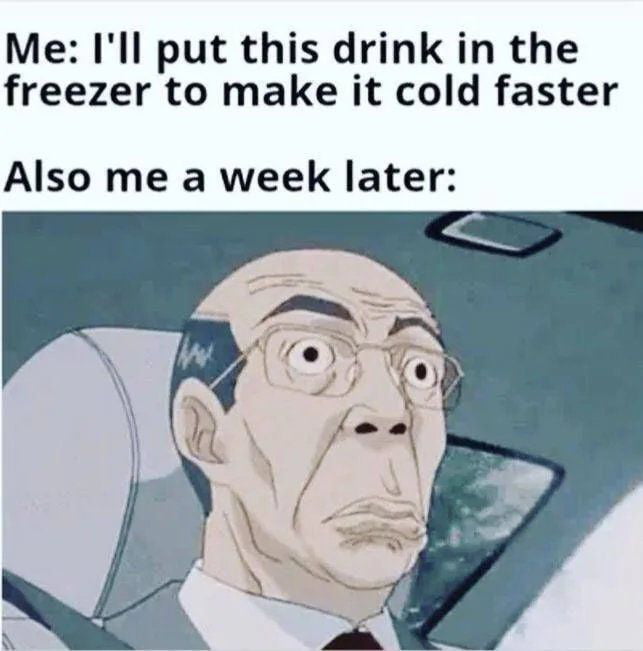 Me: I'll put this drink in the
freezer to make it cold faster
Also me a week later: